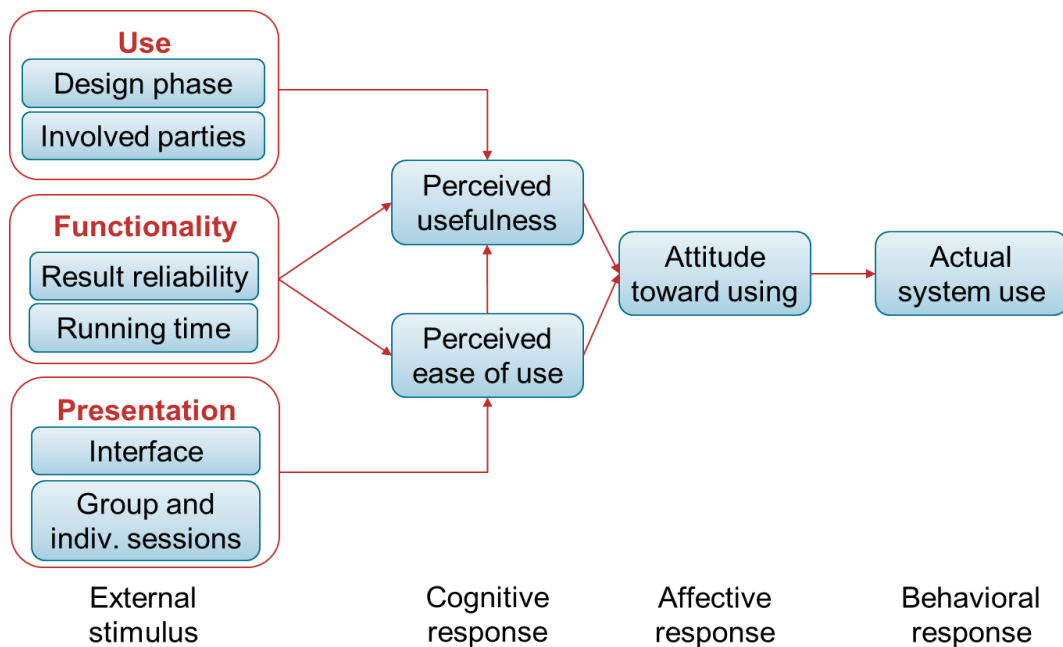 Use
Design phase
Involved parties
Functionality
Result reliability
Running time
Presentation
Interface
Group and
indiv. sessions
Perceived
usefulness
Perceived
ease of use
Attitude
toward using
Actual
system use
External
stimulus
Cognitive
response
Affective
response
Behavioral
response